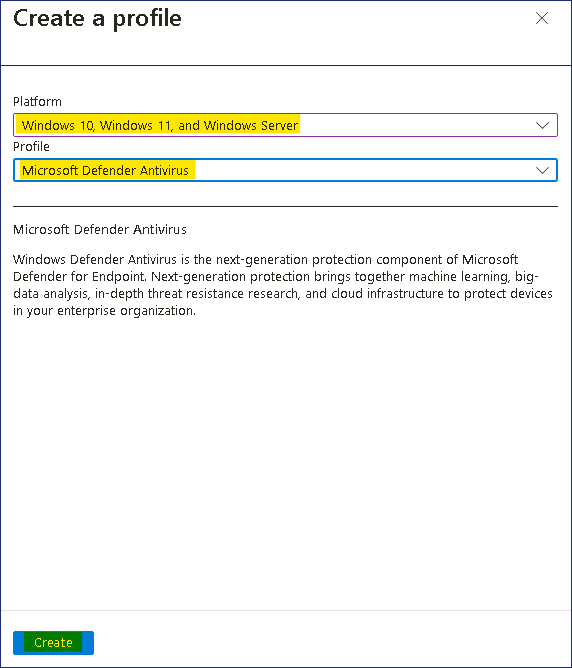 Create a profile
Platform
Windows 10, Windows 11, and Windows Server
Profile
Microsoft Defender Antivirus
Microsoft Defender Antivirus
Windows Defender Antivirus is the next-generation protection component of Microsoft
Defender for Endpoint. Next-generation protection brings together machine learning, big-
data analysis, in-depth threat resistance research, and cloud infrastructure to protect devices
in your enterprise organization.
Create